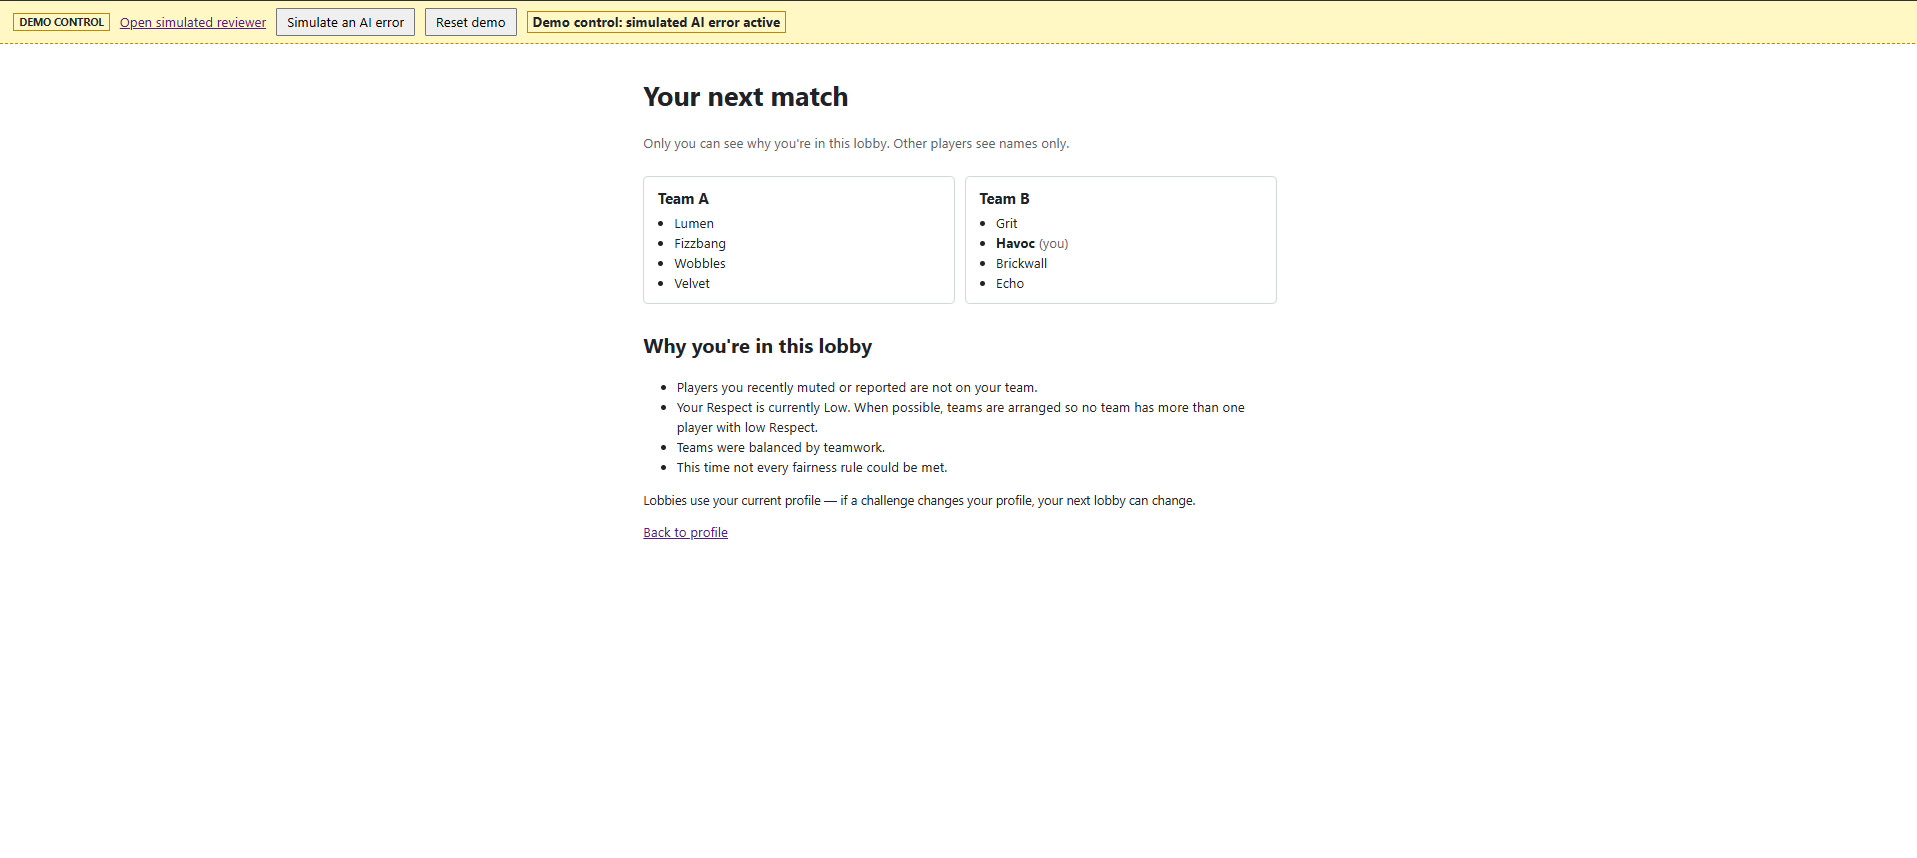 DEMO CONTROL Open simulated reviewer Simulate an AI error Reset demo Demo control: simulated AI error active
Your next match
Only you can see why you're in this lobby. Other players see names only.
Team A
Lumen
Fizzbang
Wobbles
Velvet
Team B
Grit
Havoc (you)
Brickwall
Echo
Why you're in this lobby
Players you recently muted or reported are not on your team.
Your Respect is currently Low. When possible, teams are arranged so no team has more than one
player with low Respect.
Teams were balanced by teamwork.
This time not every fairness rule could be met.
Lobbies use your current profile — if a challenge changes your profile, your next lobby can change.
Back to profile